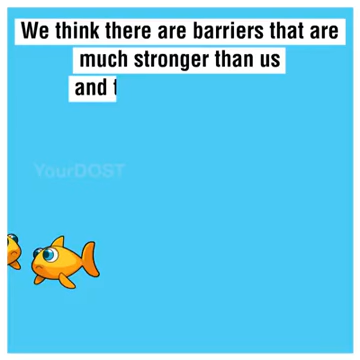 We think there are barriers that are
much stronger than us
and
YourDOST